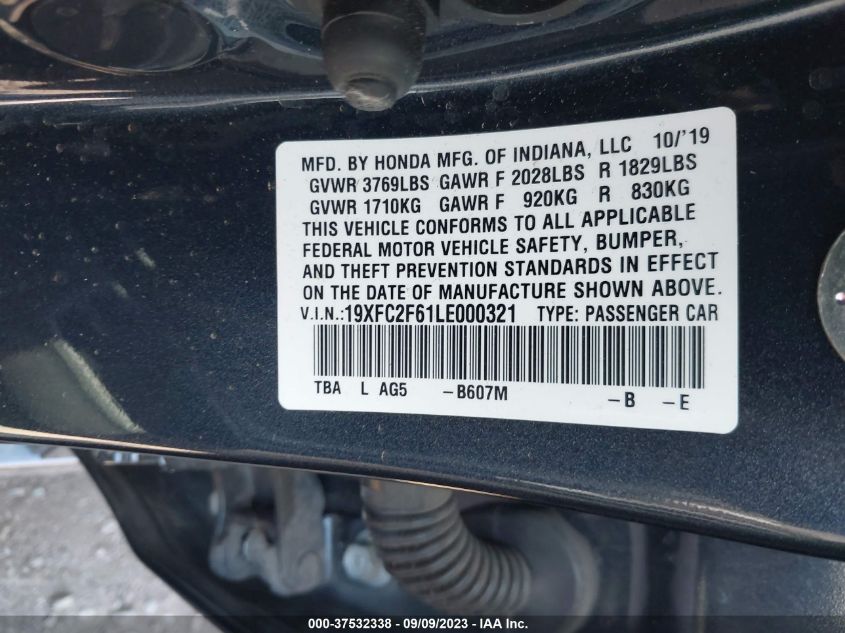 MFD. BY HONDA MFG. OF INDIANA, LLC 10/'19
GVWR 3769LBS GAWR F 2028LBS R 1829LBS
GVWR 1710KG GAWR F 920KG R 830KG
THIS VEHICLE CONFORMS TO ALL APPLICABLE
FEDERAL MOTOR VEHICLE SAFETY, BUMPER,
AND THEFT PREVENTION STANDARDS IN EFFECT
ON THE DATE OF MANUFACTURE SHOWN ABOVE.
V.I.N.:19XFC2F61LE000321 TYPE: PASSENGER CAR
TBA L AG5 –B607M –B –E
000-37532338 - 09/09/2023 - IAA Inc.